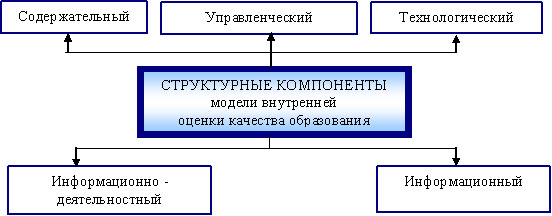 Содержательный
Управленческий
Технологический
СТРУКТУРНЫЕ КОМПОНЕНТЫ
модели внутренней
оценки качества образования
Информационно -
деятельностный
Информационный